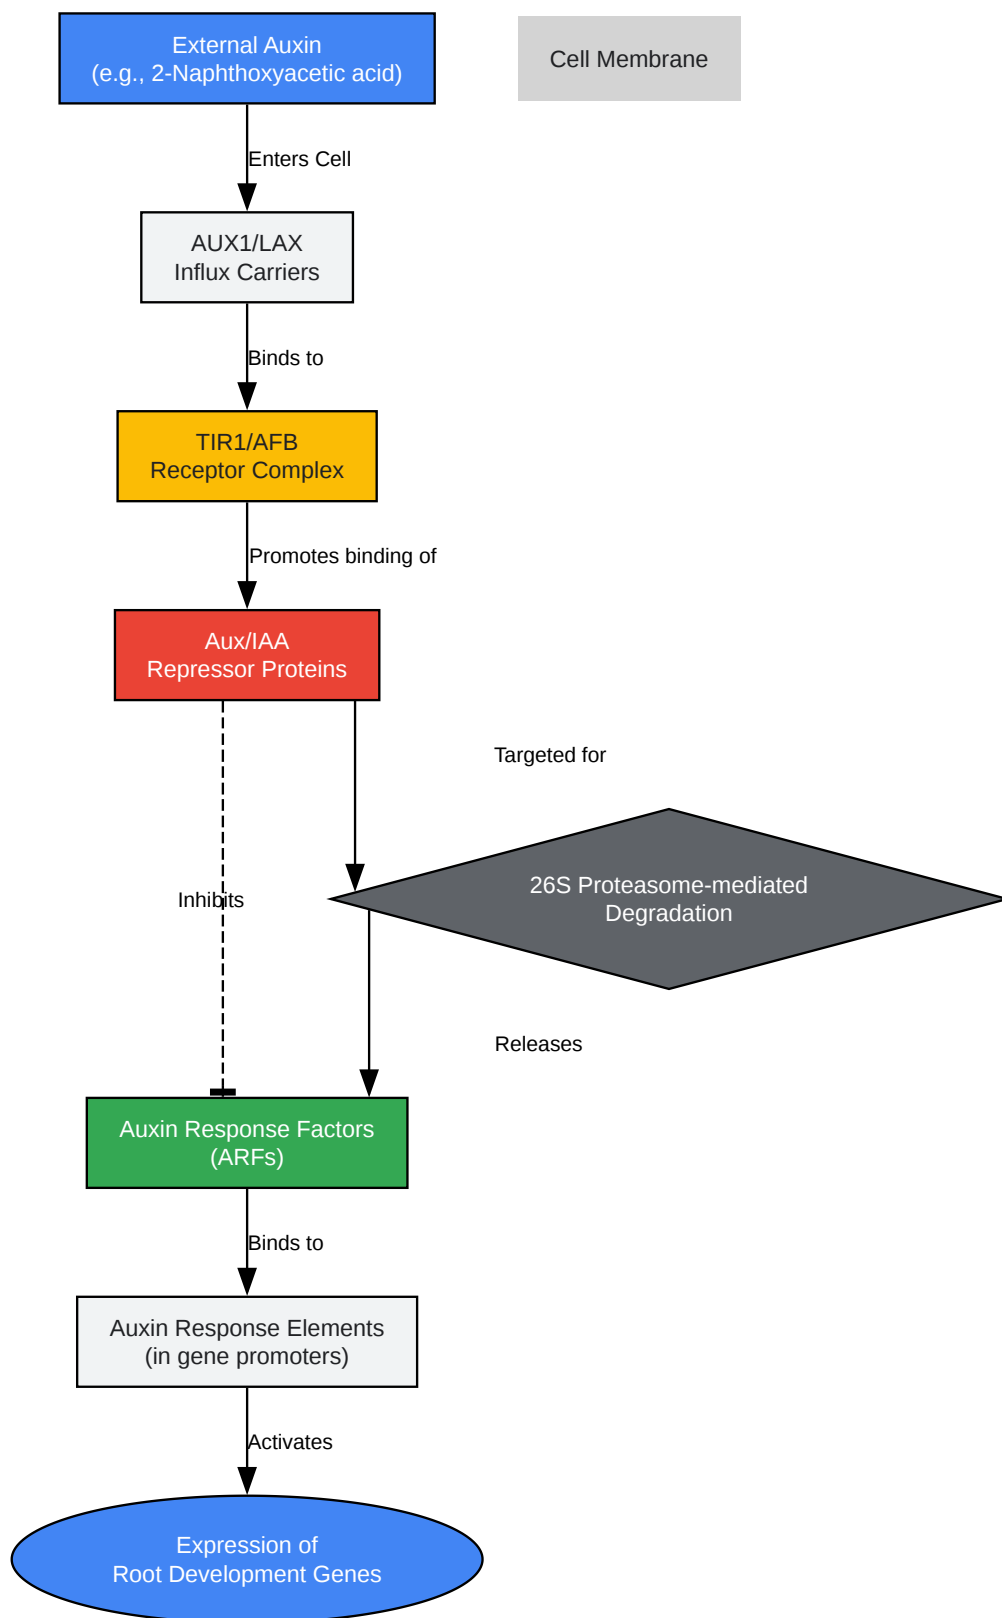 External Auxin
(e.g., 2-Naphthoxyacetic acid)
Cell Membrane
Enters Cell
AUX1/LAX
Influx Carriers
Binds to
TIR1/AFB
Receptor Complex
Promotes binding of
Aux/IAA
Repressor Proteins
Targeted for
26S Proteasome-mediated
Degradation
Inhibits
Releases
Auxin Response Factors
(ARFs)
Binds to
Auxin Response Elements
(in gene promoters)
Activates
Expression of
Root Development Genes